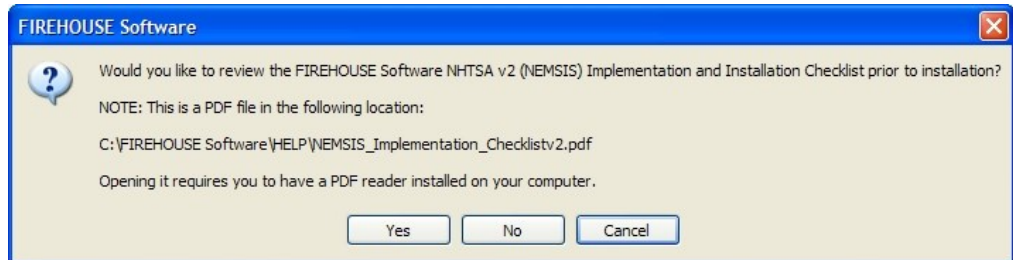 FIREHOUSE Software
Would you like to review the FIREHOUSE Software NHTSA v2 (NEMSIS) Implementation and Installation Checklist prior to installation?
NOTE: This is a PDF file in the following location:
C:\FIREHOUSE Software\HELP\NEMSIS_Implementation_Checklistv2.pdf
Opening it requires you to have a PDF reader installed on your computer.
Yes No Cancel